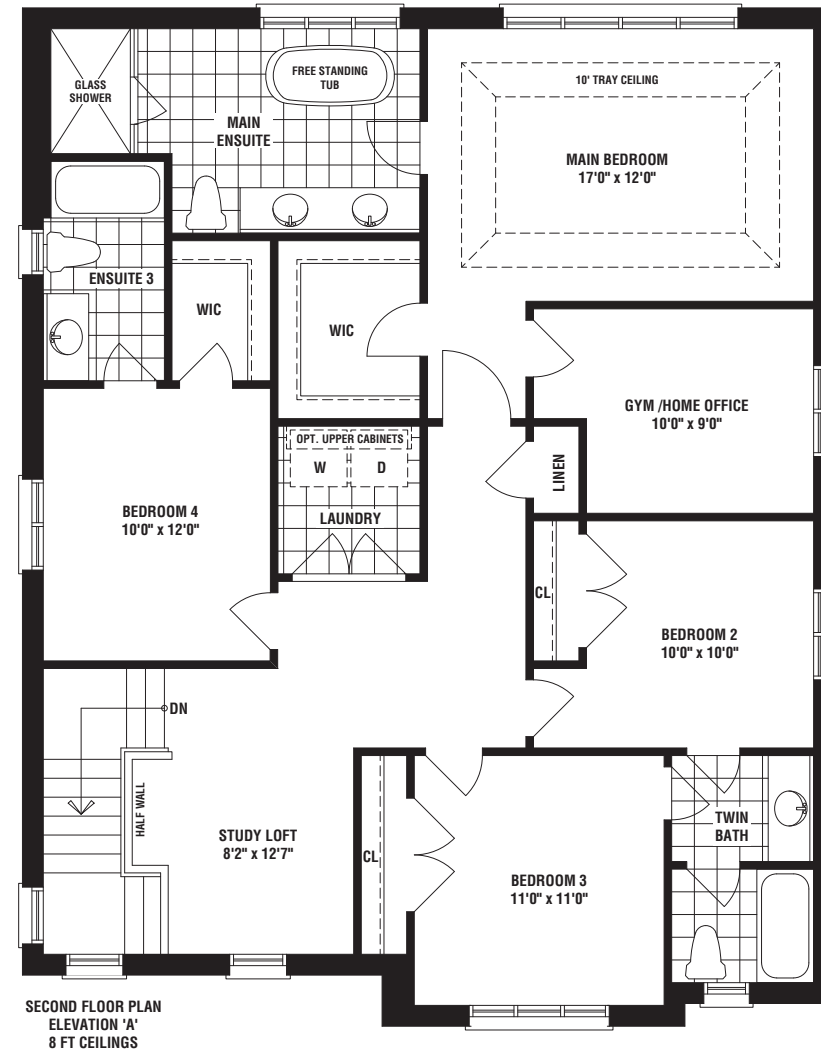 GLASS
SHOWER
FREE STANDING
TUB
10' TRAY CEILING
MAIN
ENSUITE
MAIN BEDROOM
17'0" x 12'0"
ENSUITE 3
WIC
WIC
GYM /HOME OFFICE
10'0" x 9'0"
OPT. UPPER CABINETS
W
D
LINEN
BEDROOM 4
10'0" x 12'0"
LAUNDRY
CL
BEDROOM 2
10'0" x 10'0"
DN
HALF WALL
STUDY LOFT
8'2" x 12'7"
CL
TWIN
BATH
BEDROOM 3
11'0" x 11'0"
SECOND FLOOR PLAN
ELEVATION 'A'
8 FT CEILINGS